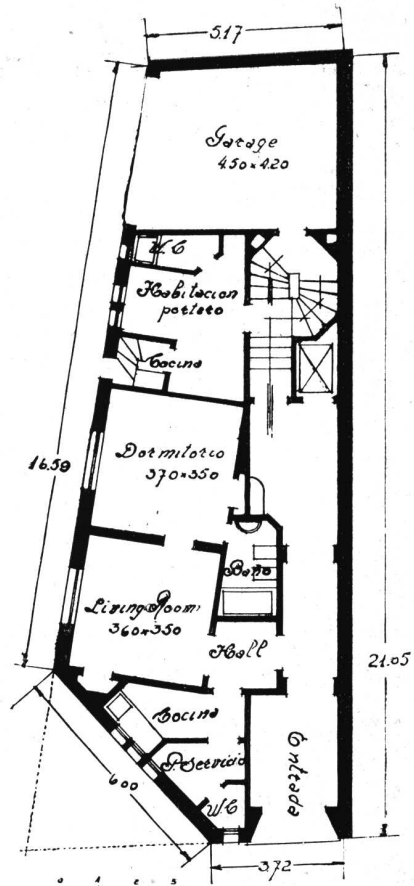 5.17
Garage
4.50 x 4.20
W.C
Habitacion
portero
Cocina
Dormitorio
370 x 350
16.59
Baño
Living Room
360 x 350
Hall
21.05
Cocina
P. Servicio
6.00
W.C
Entrada
3.72